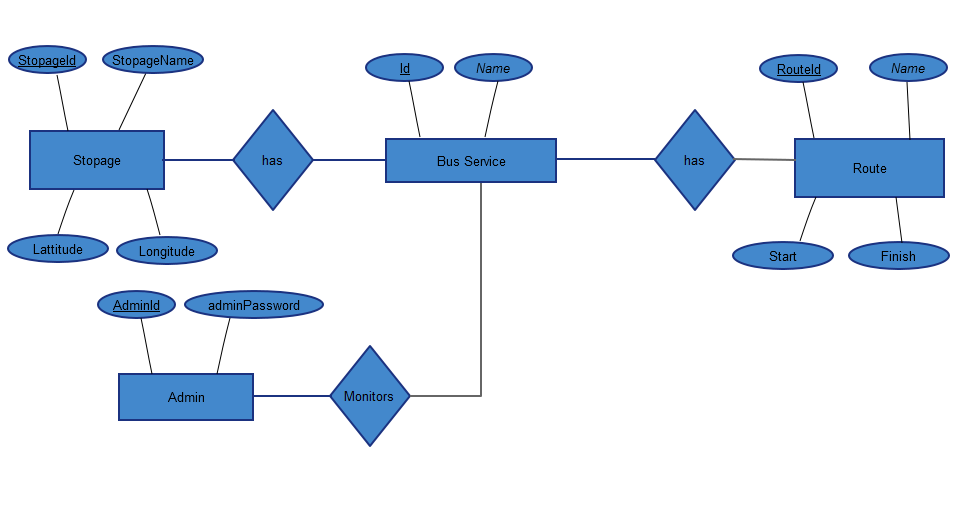 StopageId
StopageName
Id
Name
RouteId
Name
Stopage
has
Bus Service
has
Route
Lattitude
Longitude
Start
Finish
AdminId
adminPassword
Admin
Monitors